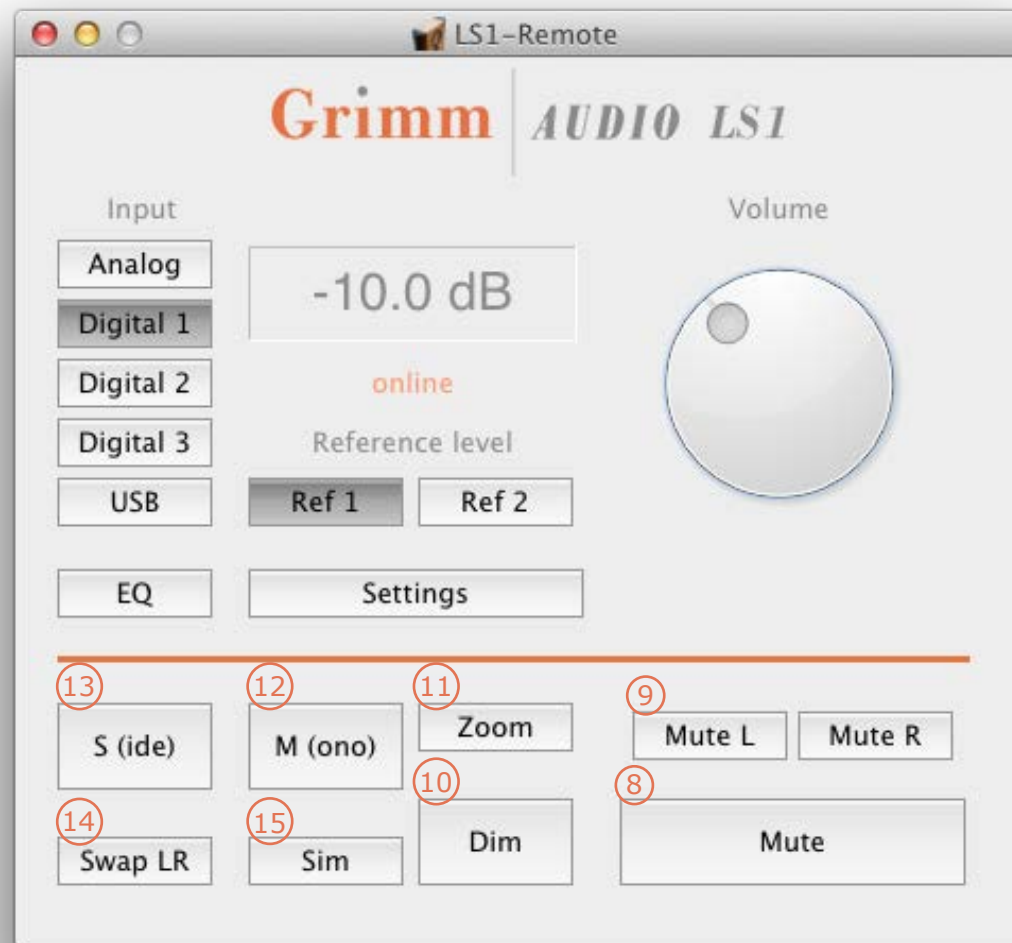 LS1-Remote
Grimm AUDIO LS1
Input
Volume
Analog
-10.0 dB
Digital 1
Digital 2
online
Digital 3
Reference level
USB
Ref 1
Ref 2
EQ
Settings
13
12
11
9
S (ide)
M (ono)
Zoom
Mute L
Mute R
10
8
14
15
Dim
Mute
Swap LR
Sim